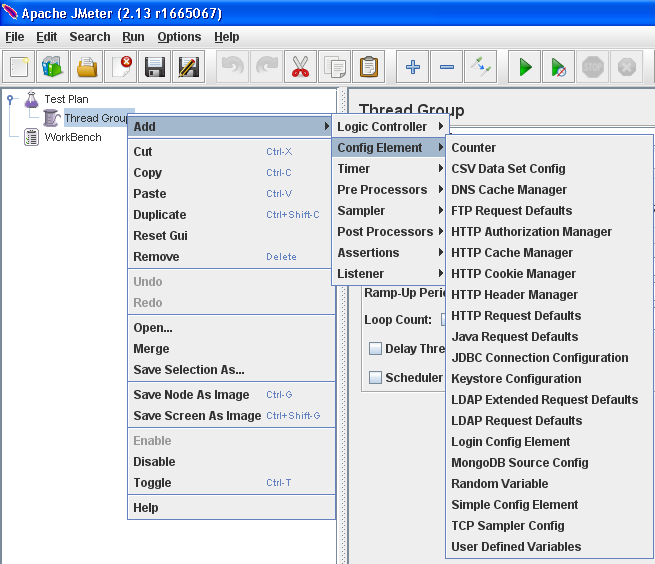 Apache JMeter (2.13 r1665067)
File Edit Search Run Options Help
STOP
Test Plan
Thread Group
WorkBench
Thread Group
Ramp-Up Perio
Loop Count:
Delay Thre
Scheduler
Add
Cut Ctrl-X
Copy Ctrl-C
Paste Ctrl-V
Duplicate Ctrl+Shift-C
Reset Gui
Remove Delete
Undo
Redo
Open...
Merge
Save Selection As...
Save Node As Image Ctrl-G
Save Screen As Image Ctrl+Shift-G
Enable
Disable
Toggle Ctrl-T
Help
Logic Controller
Config Element
Timer
Pre Processors
Sampler
Post Processors
Assertions
Listener
Counter
CSV Data Set Config
DNS Cache Manager
FTP Request Defaults
HTTP Authorization Manager
HTTP Cache Manager
HTTP Cookie Manager
HTTP Header Manager
HTTP Request Defaults
Java Request Defaults
JDBC Connection Configuration
Keystore Configuration
LDAP Extended Request Defaults
LDAP Request Defaults
Login Config Element
MongoDB Source Config
Random Variable
Simple Config Element
TCP Sampler Config
User Defined Variables